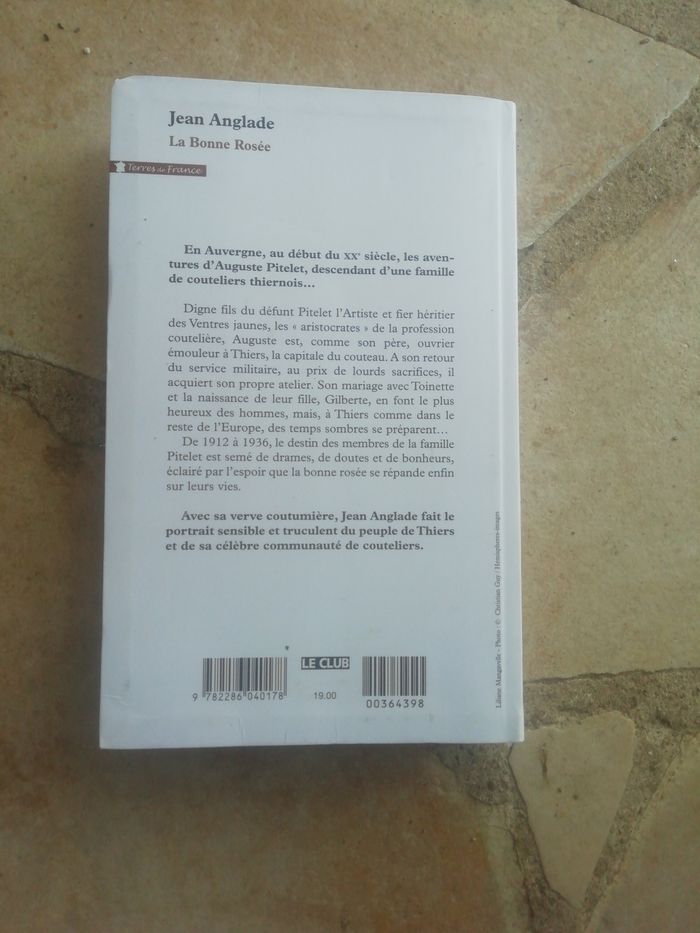 Jean Anglade
La Bonne Rosée
Terres de France
En Auvergne, au début du XXe siècle, les aven-
tures d'Auguste Pitelet, descendant d'une famille
de couteliers thiernois…
Digne fils du défunt Pitelet l'Artiste et fier héritier
des Ventres jaunes, les « aristocrates » de la profession
coutelière, Auguste est, comme son père, ouvrier
émouleur à Thiers, la capitale du couteau. A son retour
du service militaire, au prix de lourds sacrifices, il
acquiert son propre atelier. Son mariage avec Toinette
et la naissance de leur fille, Gilberte, en font le plus
heureux des hommes, mais, à Thiers comme dans le
reste de l'Europe, des temps sombres se préparent…
De 1912 à 1936, le destin des membres de la famille
Pitelet est semé de drames, de doutes et de bonheurs,
éclairé par l'espoir que la bonne rosée se répande enfin
sur leurs vies.
Avec sa verve coutumière, Jean Anglade fait le
portrait sensible et truculent du peuple de Thiers
et de sa célèbre communauté de couteliers.
Liliane Mangavelle - Photo : © Christian Guy / Hemispheres-images
LE CLUB
9 782286 040178
19.00
00364398